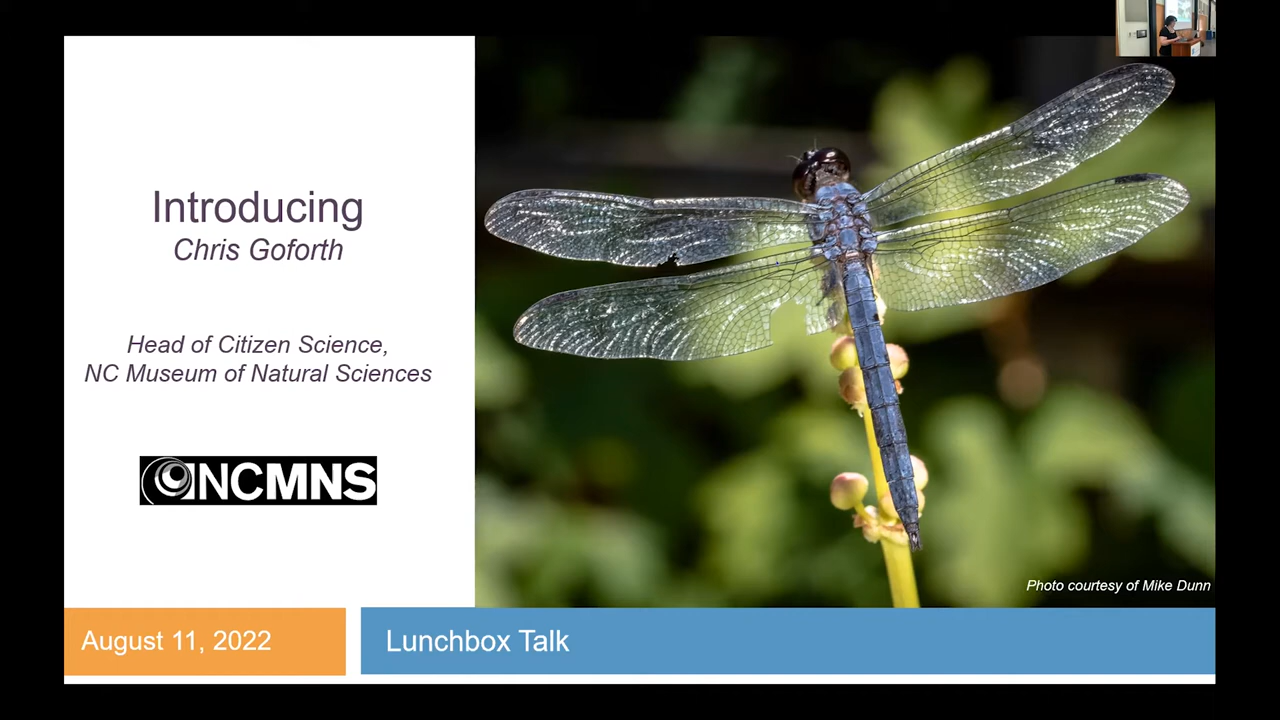 Introducing
Chris Goforth
Head of Citizen Science,
NC Museum of Natural Sciences
NCMNS
Photo courtesy of Mike Dunn
August 11, 2022
Lunchbox Talk